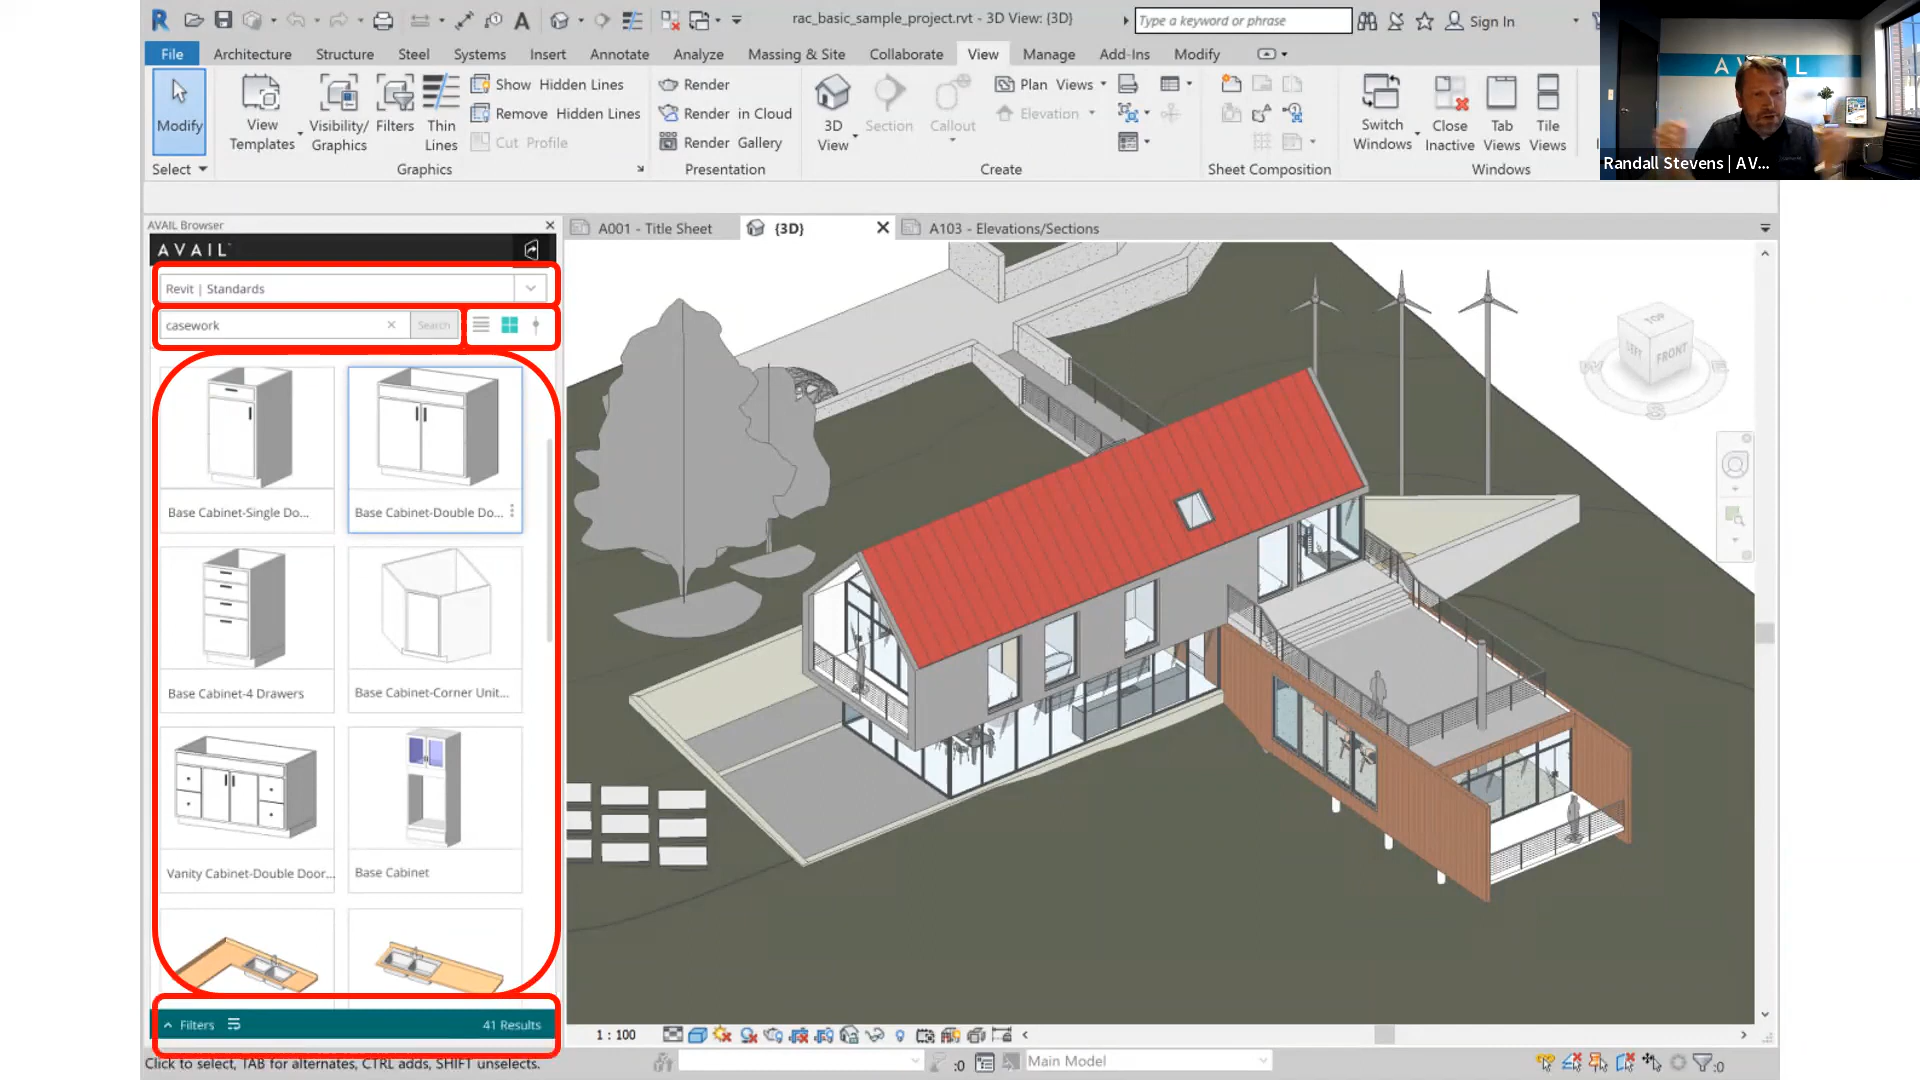 rac_basic_sample_project.rvt - 3D View: {3D}
Type a keyword or phrase
Sign In
File
Architecture
Structure
Steel
Systems
Insert
Annotate
Analyze
Massing & Site
Collaborate
View
Manage
Add-Ins
Modify
Modify
View
Templates
Visibility/
Graphics
Filters
Thin
Lines
Show Hidden Lines
Remove Hidden Lines
Cut Profile
Render
Render in Cloud
Render Gallery
3D
View
Section
Callout
Plan Views
Elevation
Switch
Windows
Close
Inactive
Tab
Views
Tile
Views
Select
Graphics
Presentation
Create
Sheet Composition
Windows
AVAIL
Randall Stevens | AV...
AVAIL Browser
AVAIL
Revit | Standards
casework
Search
Base Cabinet-Single Do...
Base Cabinet-Double Do...
Base Cabinet-4 Drawers
Base Cabinet-Corner Unit...
Vanity Cabinet-Double Door...
Base Cabinet
Filters
41 Results
A001 - Title Sheet
{3D}
A103 - Elevations/Sections
TOP
LEFT
FRONT
W
E
S
1 : 100
Click to select, TAB for alternates, CTRL adds, SHIFT unselects.
:0
Main Model
:0